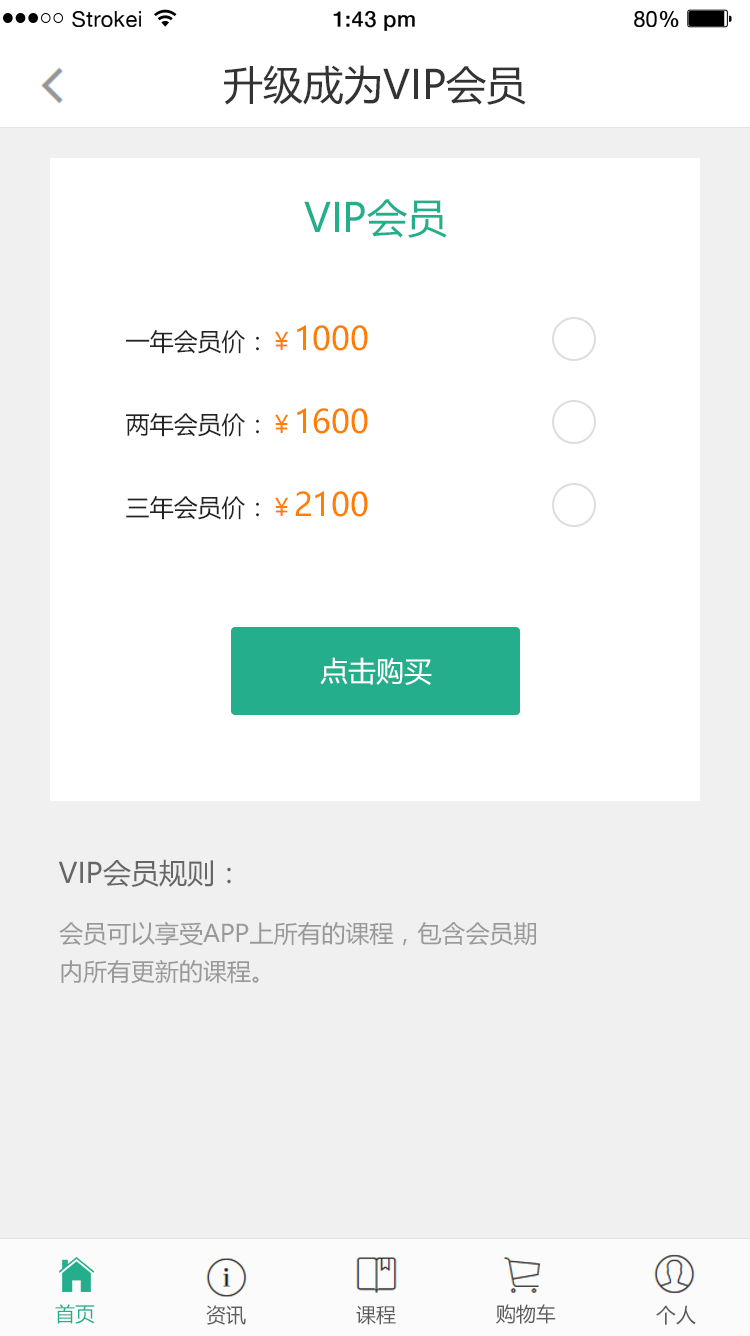 Strokei 1:43 pm 80%
升级成为VIP会员
VIP会员
一年会员价：¥1000
两年会员价：¥1600
三年会员价：¥2100
点击购买
VIP会员规则：
会员可以享受APP上所有的课程，包含会员期
内所有更新的课程。
首页 资讯 课程 购物车 个人